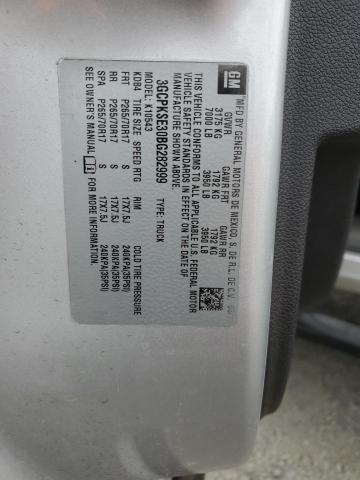 GM
MFD BY GENERAL MOTORS DE MEXICO, S. DE R.L. DE C.V.
GVWR GAWR FRT GAWR RR
3175 KG 1792 KG 1792 KG
7000 LB 3950 LB 3950 LB
THIS VEHICLE CONFORMS TO ALL APPLICABLE U.S. FEDERAL MOTOR
VEHICLE SAFETY STANDARDS IN EFFECT ON THE DATE OF
MANUFACTURE SHOWN ABOVE.
3GCPKSE30DG282999 TYPE: TRUCK
MODEL: K10543
KDB4 TIRE SIZE SPEED RTG RIM COLD TIRE PRESSURE
FRT P265/70R17 S 17X7.5J 240KPA(35PSI)
RR P265/70R17 S 17X7.5J 240KPA(35PSI)
SPA P265/70R17 S 17X7.5J 240KPA(35PSI)
SEE OWNER'S MANUAL